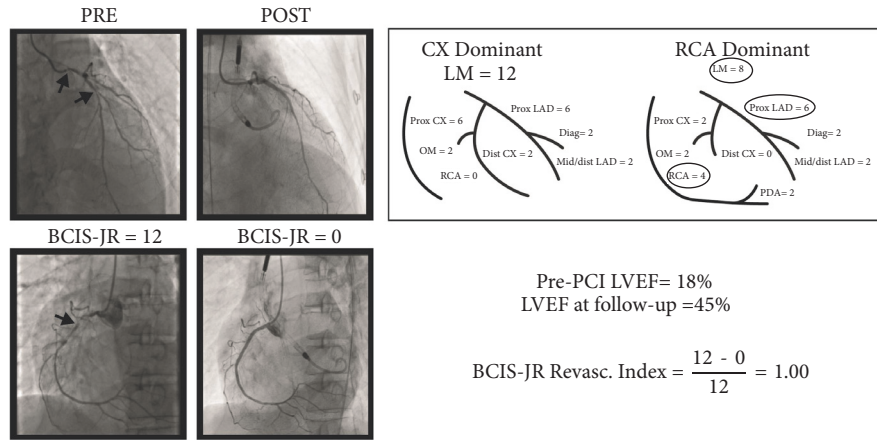 PRE
POST
BCIS-JR = 12
BCIS-JR = 0
CX Dominant
LM = 12
Prox LAD = 6
Prox CX = 6
Diag= 2
OM = 2
Dist CX = 2
Mid/dist LAD = 2
RCA = 0
RCA Dominant
LM = 8
Prox LAD = 6
Prox CX = 2
Diag= 2
OM = 2
Dist CX = 0
Mid/dist LAD = 2
RCA = 4
PDA= 2
Pre-PCI LVEF= 18%
LVEF at follow-up =45%
BCIS-JR Revasc. Index = 12 - 0 / 12 = 1.00